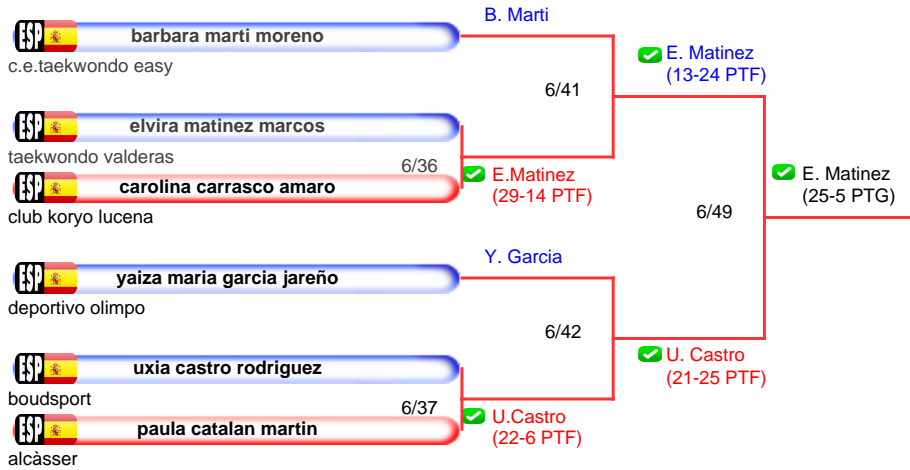 B. Marti
ESP barbara marti moreno
c.e.taekwondo easy
E. Matinez
(13-24 PTF)
6/41
ESP elvira matinez marcos
taekwondo valderas
6/36
E.Matinez
(29-14 PTF)
ESP carolina carrasco amaro
club koryo lucena
E. Matinez
(25-5 PTG)
6/49
Y. Garcia
ESP yaiza maria garcia jareño
deportivo olimpo
6/42
U. Castro
(21-25 PTF)
ESP uxia castro rodriguez
boudsport
6/37
U.Castro
(22-6 PTF)
ESP paula catalan martin
alcàsser